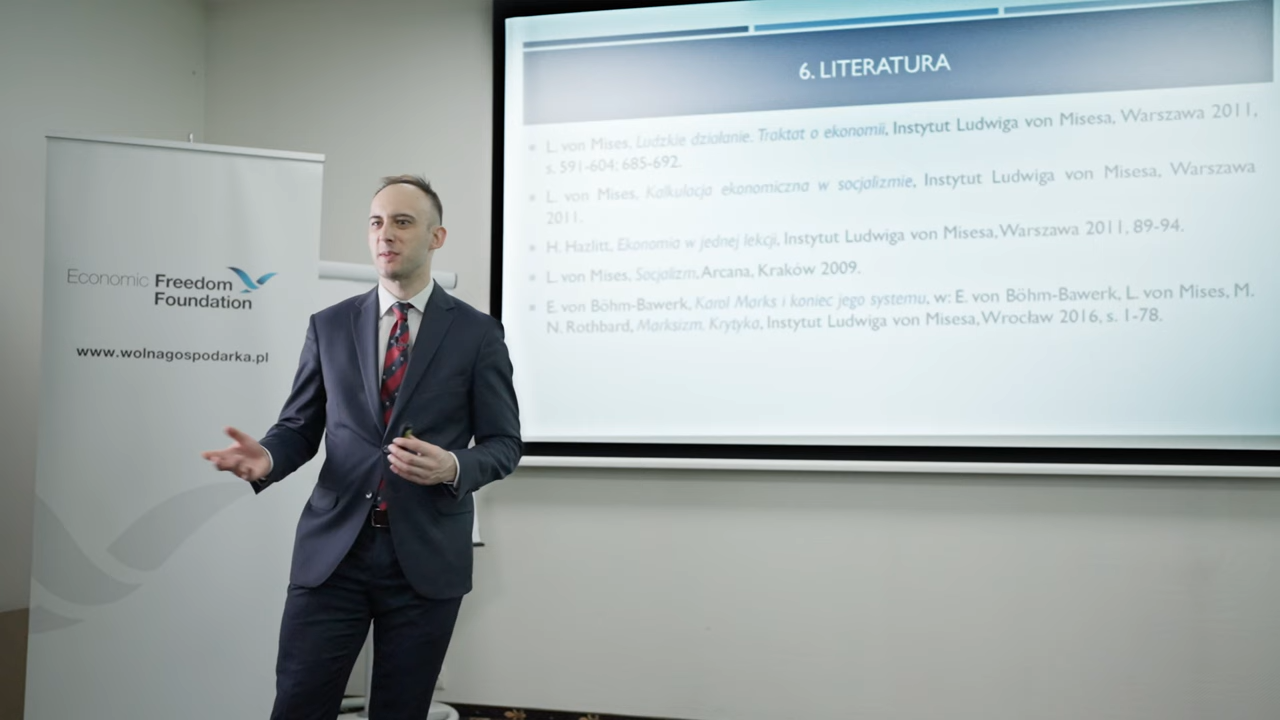 Economic Freedom
Foundation
www.wolnagospodarka.pl
6. LITERATURA
L. von Mises, Ludzkie działanie. Traktat o ekonomii, Instytut Ludwiga von Misesa, Warszawa 2011,
s. 591-604; 685-692.
L. von Mises, Kalkulacja ekonomiczna w socjalizmie, Instytut Ludwiga von Misesa, Warszawa
2011.
H. Hazlitt, Ekonomia w jednej lekcji, Instytut Ludwiga von Misesa, Warszawa 2011, 89-94.
L. von Mises, Socjalizm, Arcana, Kraków 2009.
E. von Böhm-Bawerk, Karol Marks i koniec jego systemu, w: E. von Böhm-Bawerk, L. von Mises, M.
N. Rothbard, Marksizm. Krytyka, Instytut Ludwiga von Misesa, Wrocław 2016, s. 1-78.